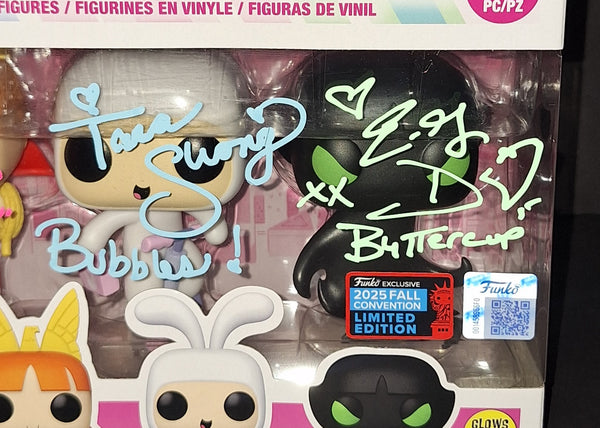 FIGURES / FIGURINES EN VINYLE / FIGURAS DE VINIL
PC/PZ
Tara
Strong
Bubbles!
E.G.
Daily
xx
Buttercup
Funko EXCLUSIVE
2025 FALL
CONVENTION
LIMITED
EDITION
Funko
GLOWS